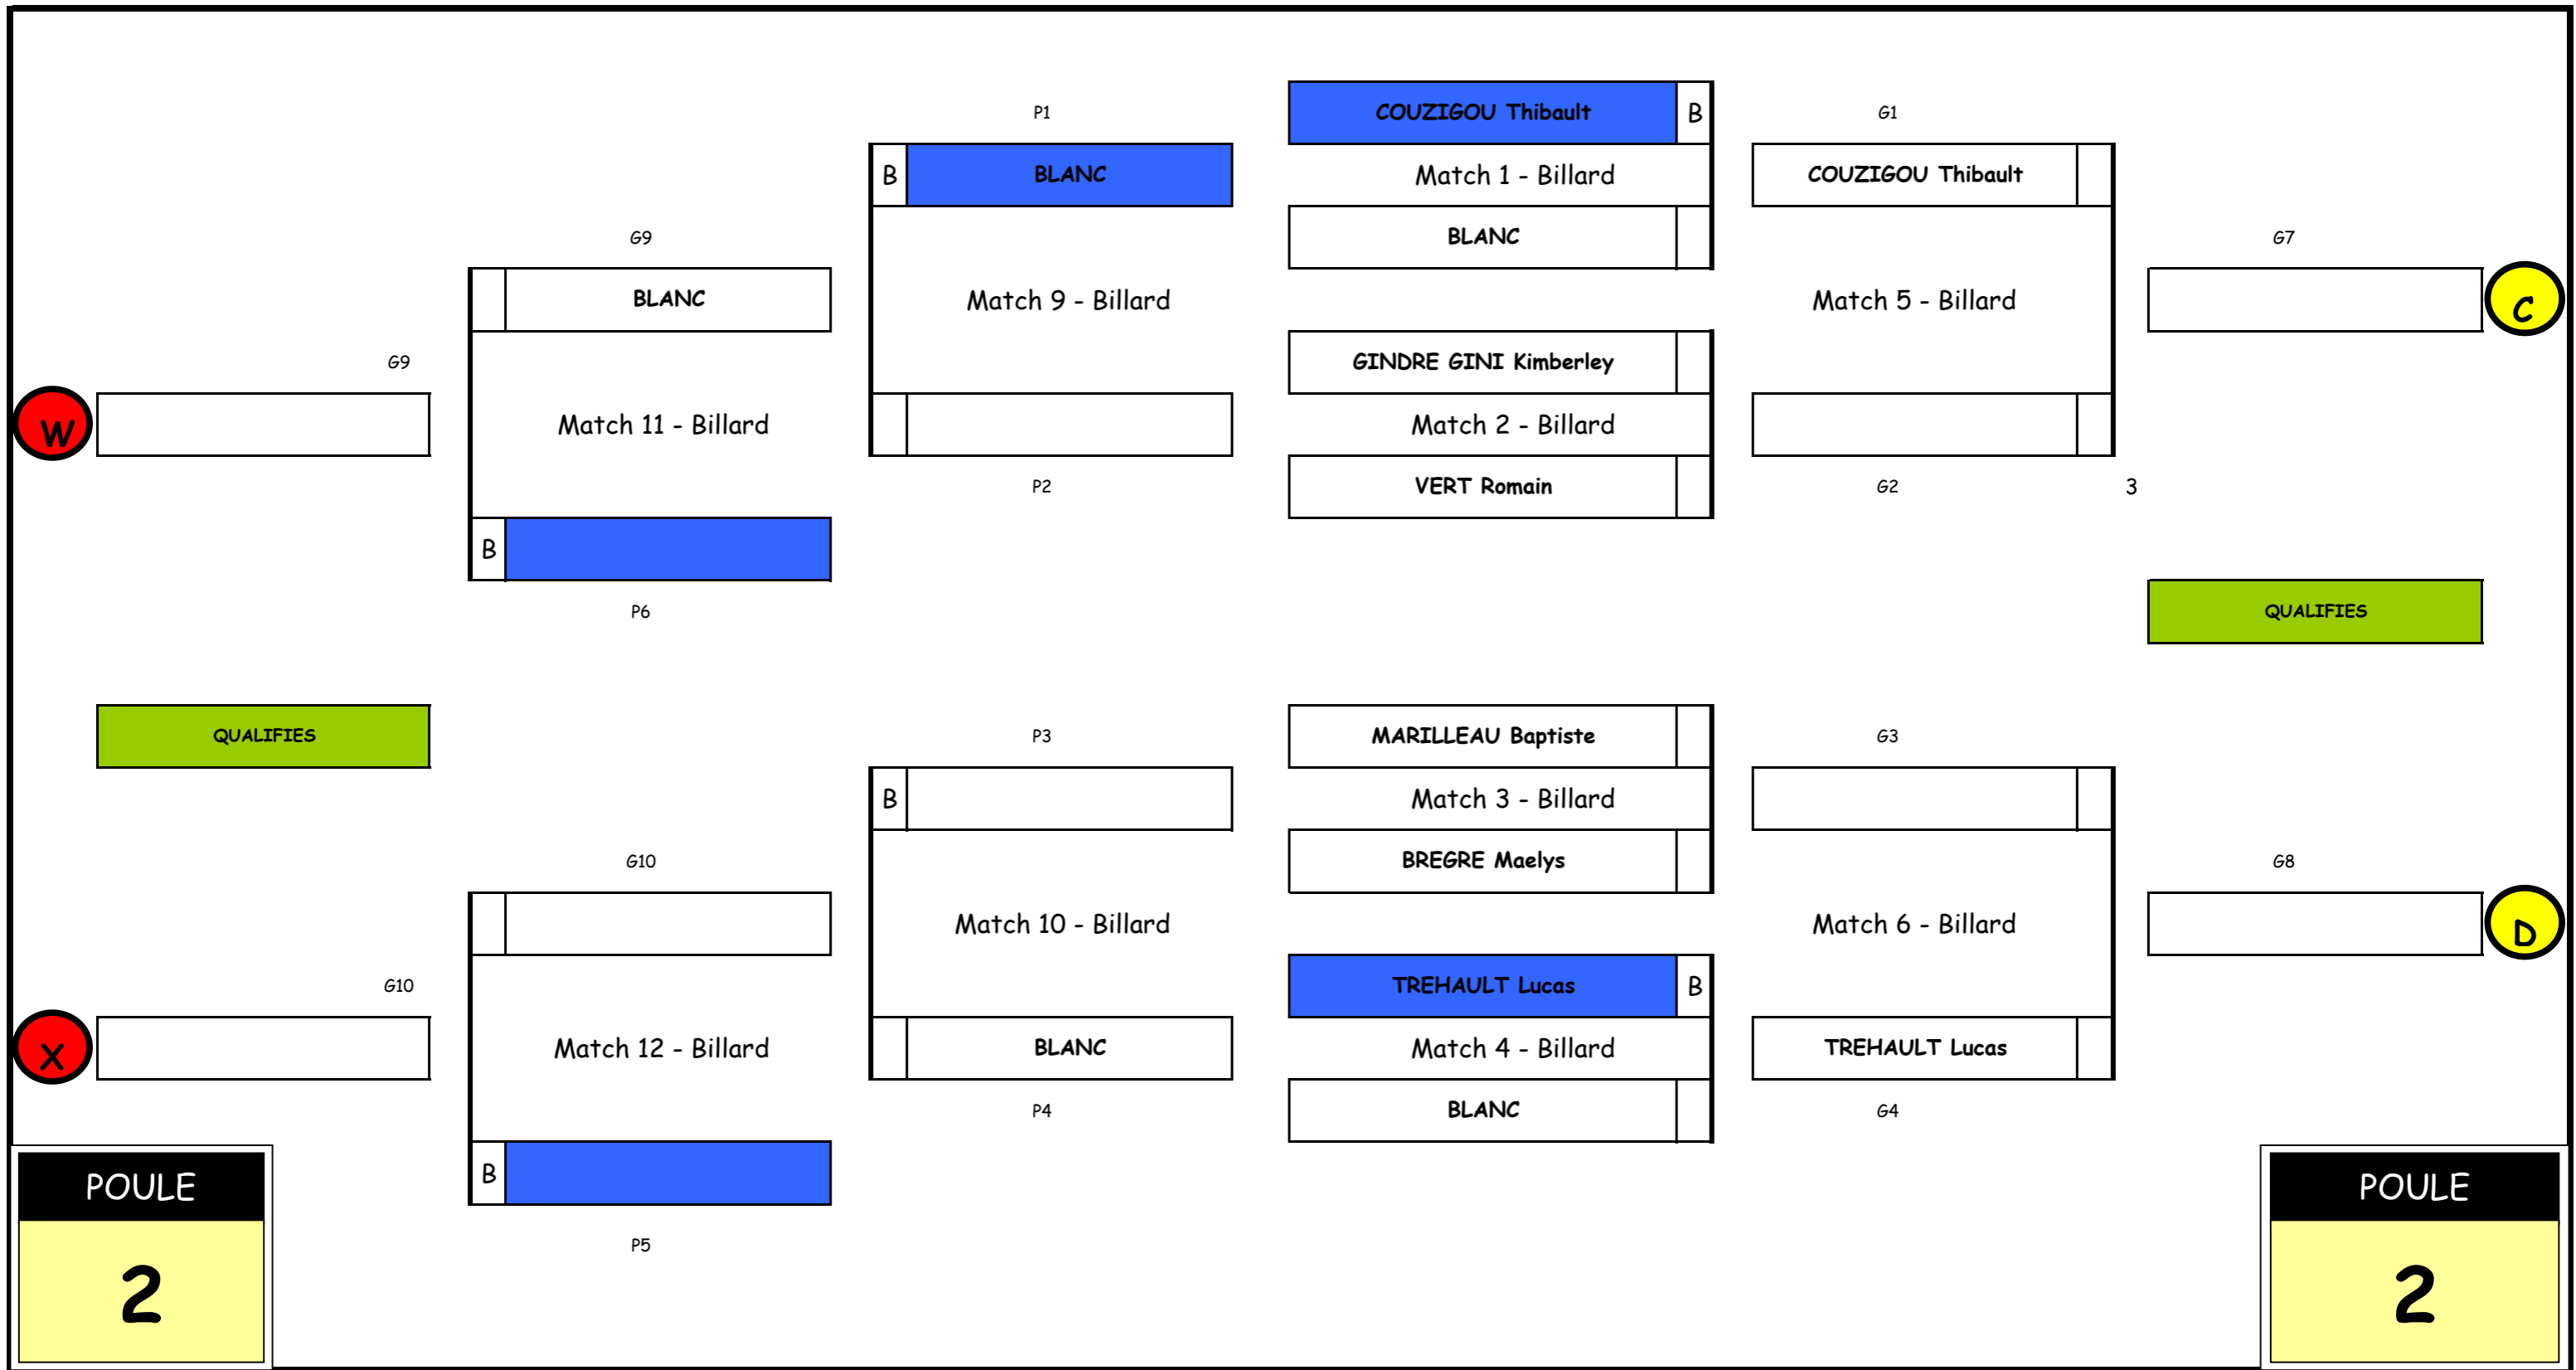 P1
COUZIGOU Thibault
B
G1
B
BLANC
Match 1 - Billard
COUZIGOU Thibault
G9
BLANC
G7
BLANC
Match 9 - Billard
Match 5 - Billard
C
G9
GINDRE GINI Kimberley
W
Match 11 - Billard
Match 2 - Billard
P2
VERT Romain
G2
3
B
P6
QUALIFIES
QUALIFIES
P3
MARILLEAU Baptiste
G3
B
Match 3 - Billard
G10
BREGRE Maelys
G8
Match 10 - Billard
Match 6 - Billard
D
G10
TREHAULT Lucas
B
X
Match 12 - Billard
BLANC
Match 4 - Billard
TREHAULT Lucas
P4
BLANC
G4
B
POULE
POULE
P5
2
2